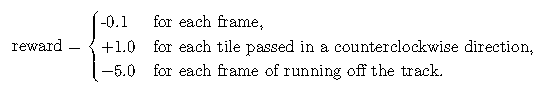 -0.1 for each frame,
reward = +1.0 for each tile passed in a counterclockwise direction,
−5.0 for each frame of running off the track.